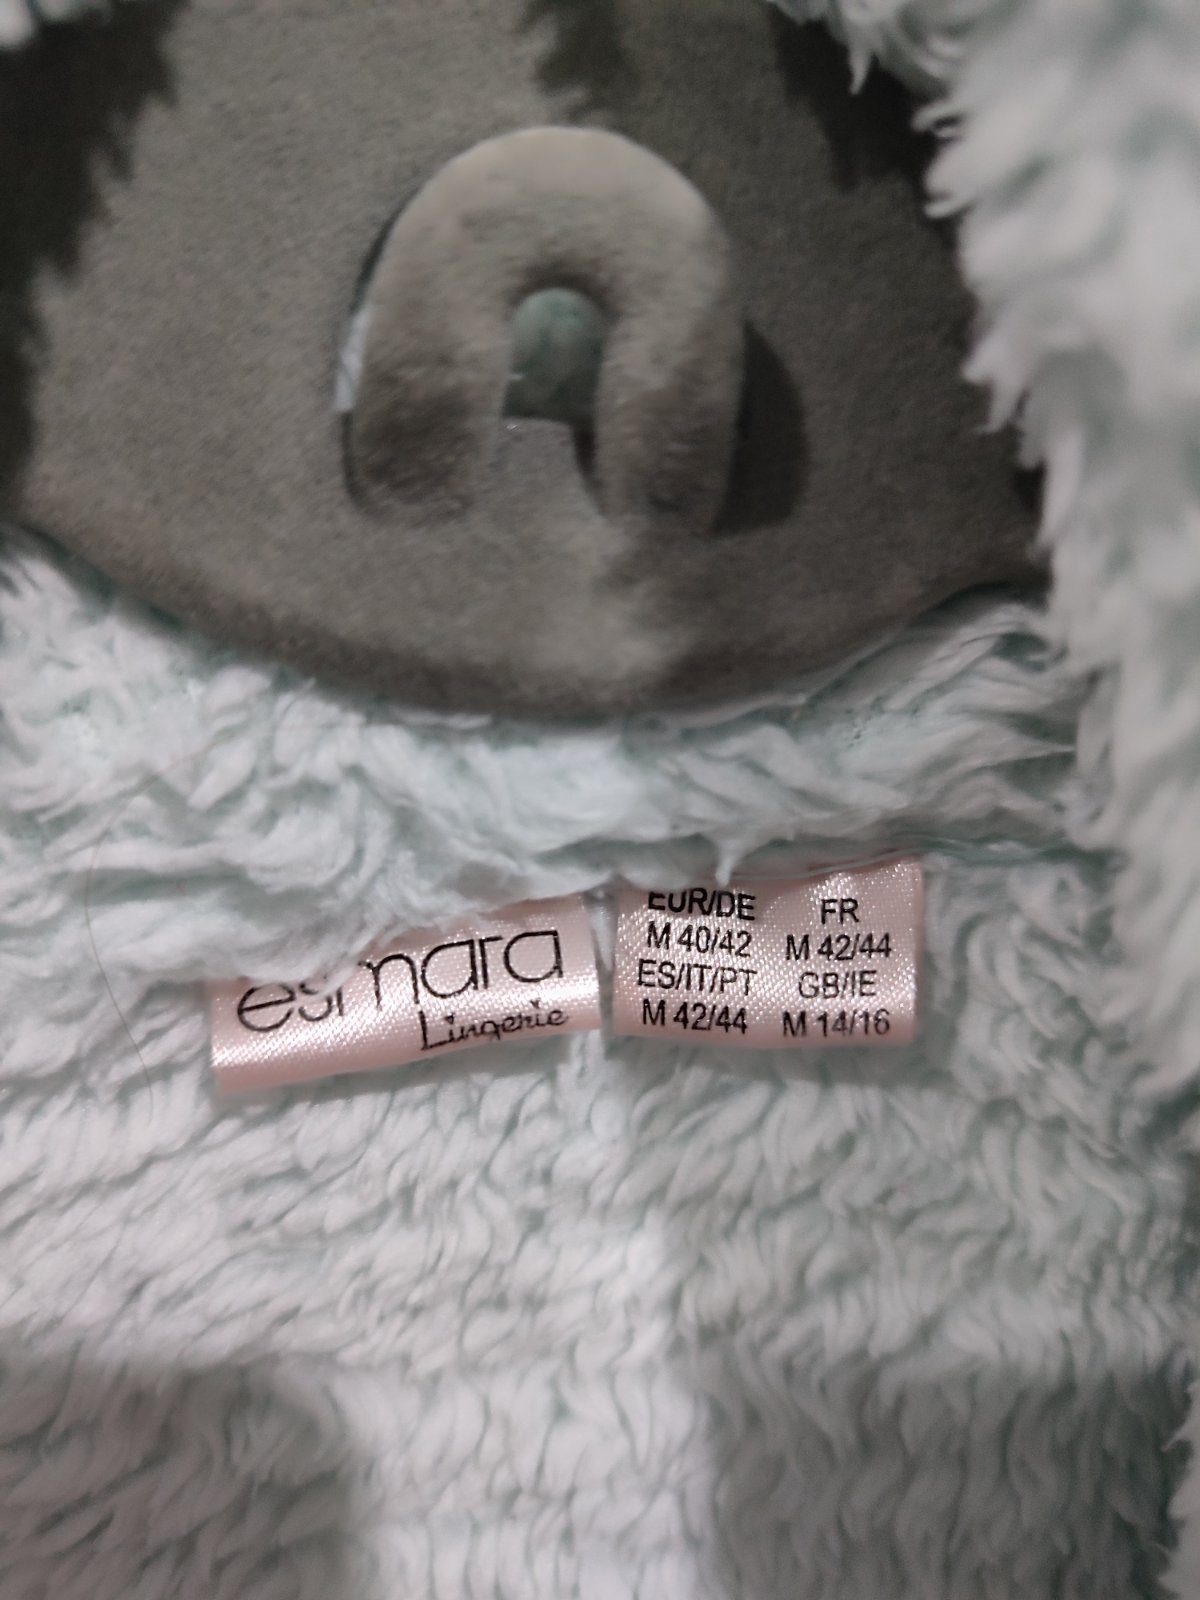 esmara
Lingerie
EUR/DE FR
M 40/42 M 42/44
ES/IT/PT GB/IE
M 42/44 M 14/16